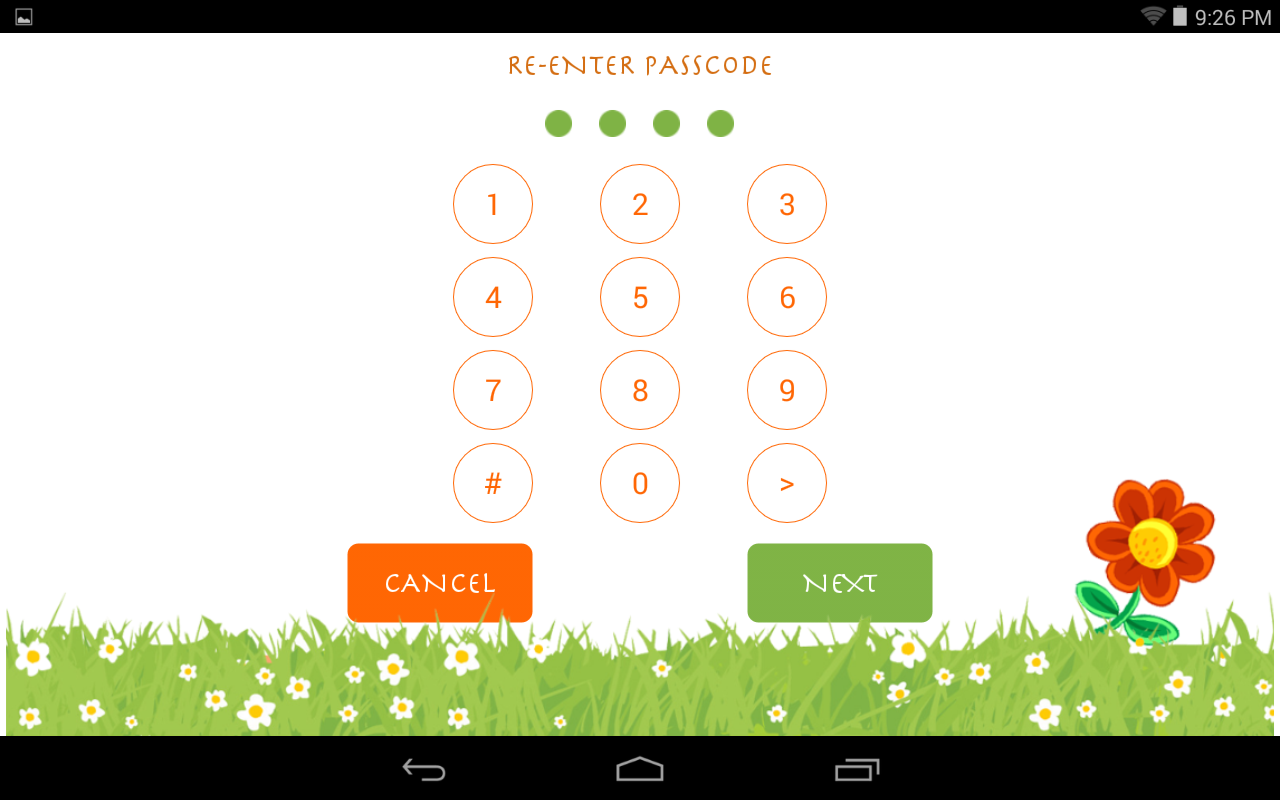 9:26 PM
RE-ENTER PASSCODE
1 2 3
4 5 6
7 8 9
# 0 >
CANCEL NEXT